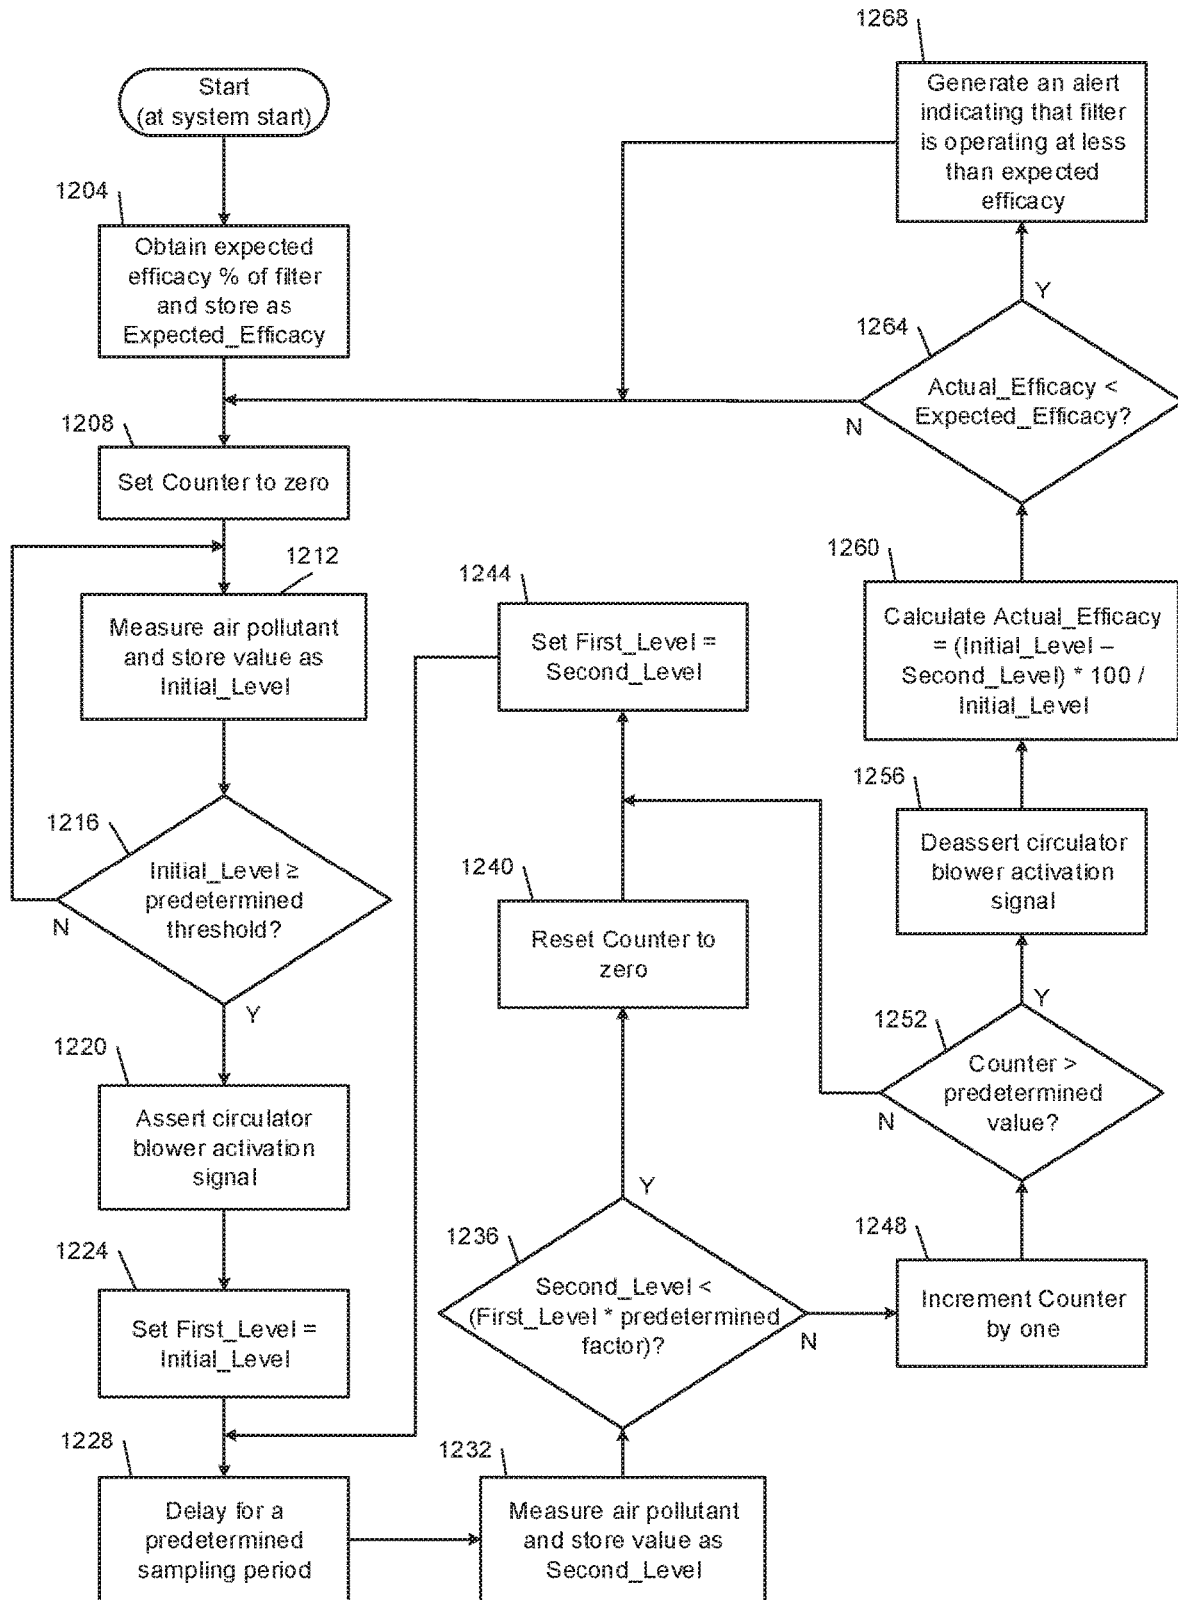 Start
(at system start)
1204
Obtain expected
efficacy % of filter
and store as
Expected_Efficacy
1208
Set Counter to zero
1212
Measure air pollutant
and store value as
Initial_Level
1216
Initial_Level ≥
predetermined
threshold?
N
Y
1220
Assert circulator
blower activation
signal
1224
Set First_Level =
Initial_Level
1228
Delay for a
predetermined
sampling period
1232
Measure air pollutant
and store value as
Second_Level
1236
Second_Level <
(First_Level * predetermined
factor)?
Y
N
1240
Reset Counter to
zero
1244
Set First_Level =
Second_Level
1248
Increment Counter
by one
1252
Counter >
predetermined
value?
N
Y
1256
Deassert circulator
blower activation
signal
1260
Calculate Actual_Efficacy
= (Initial_Level –
Second_Level) * 100 /
Initial_Level
1264
Actual_Efficacy <
Expected_Efficacy?
N
Y
1268
Generate an alert
indicating that filter
is operating at less
than expected
efficacy